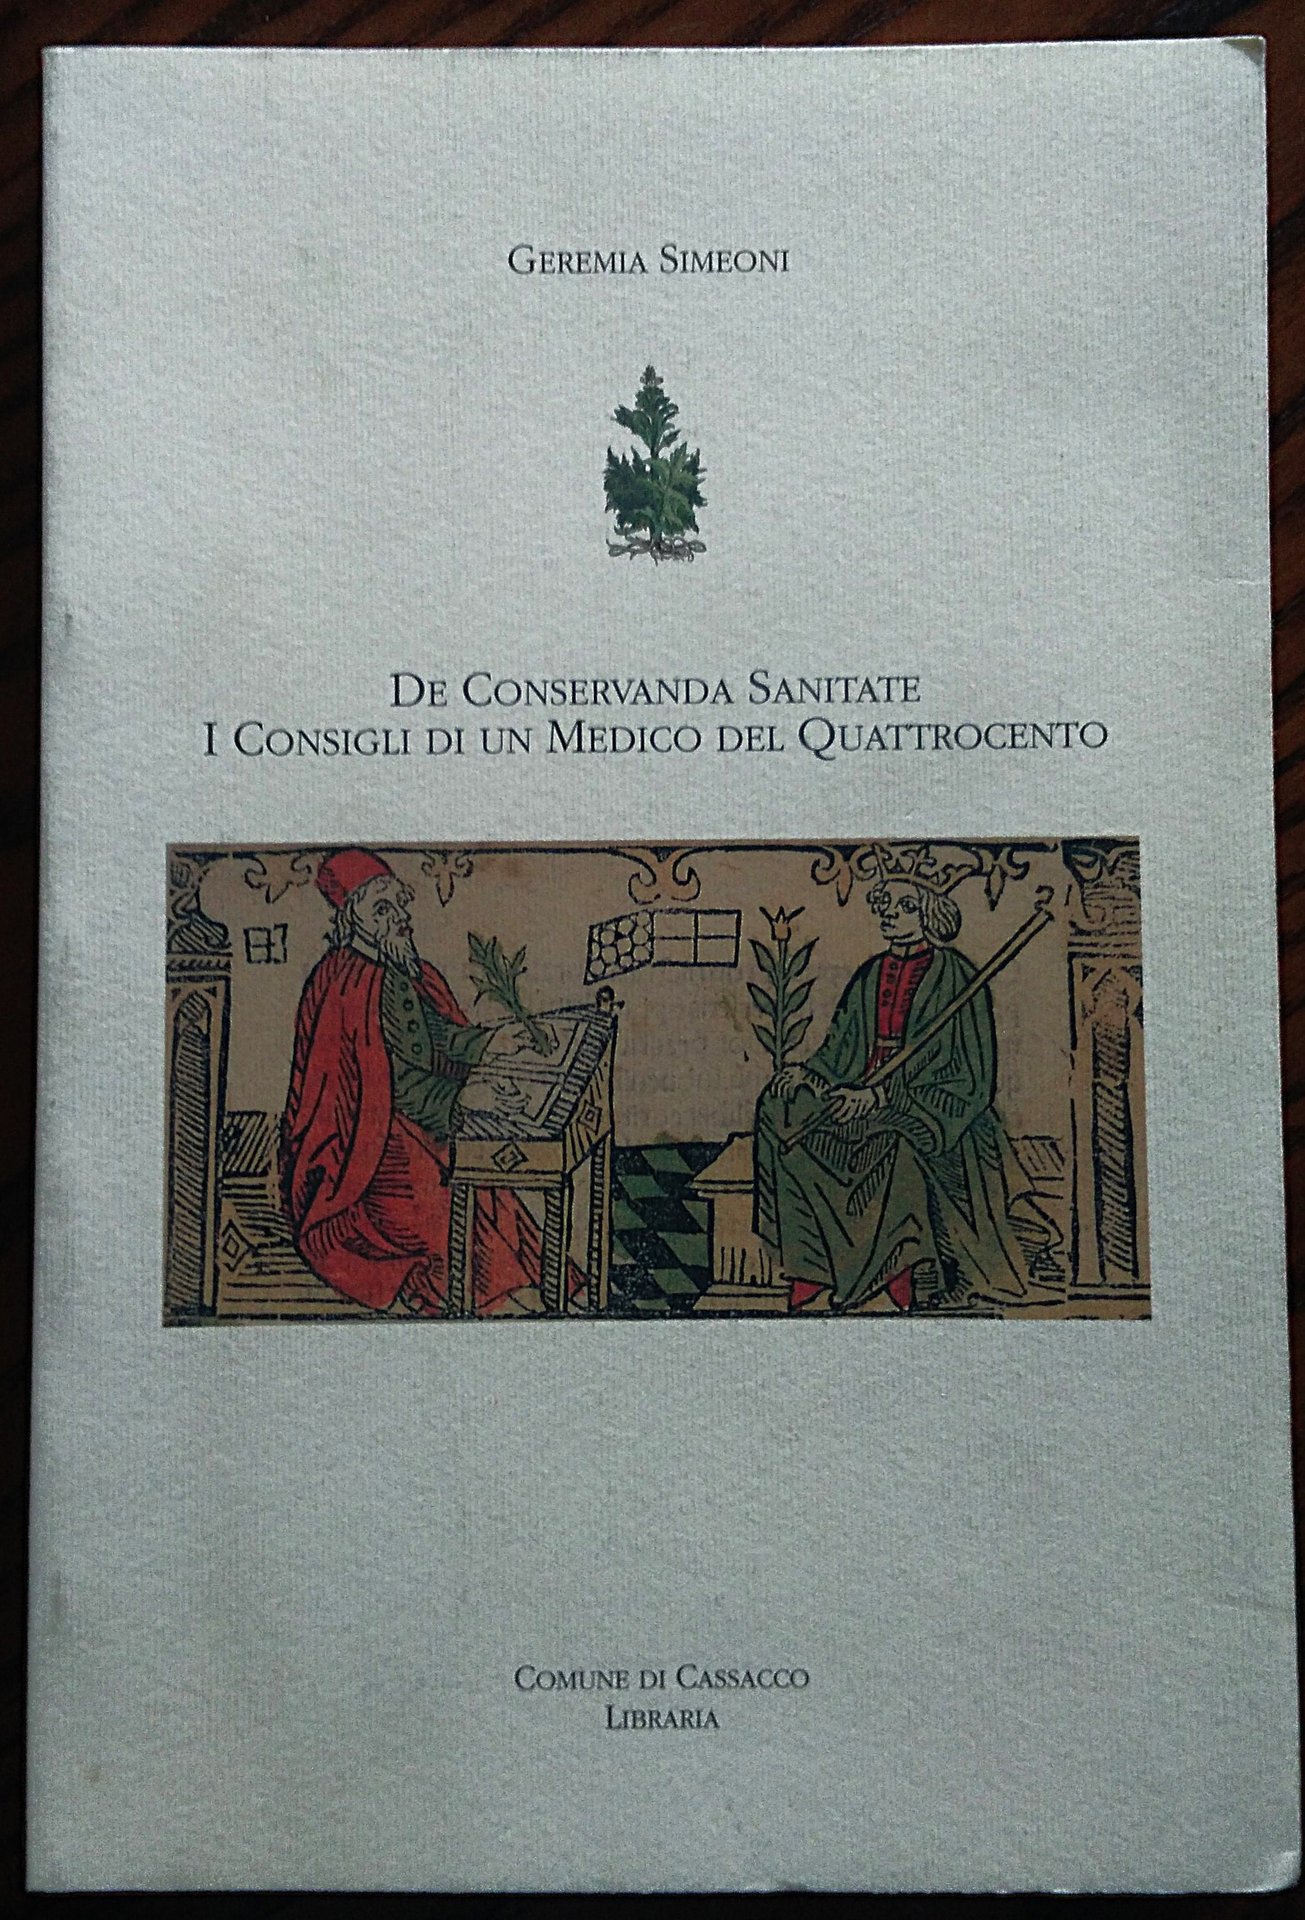 GEREMIA SIMEONI
DE CONSERVANDA SANITATE
I CONSIGLI DI UN MEDICO DEL QUATTROCENTO
COMUNE DI CASSACCO
LIBRARIA